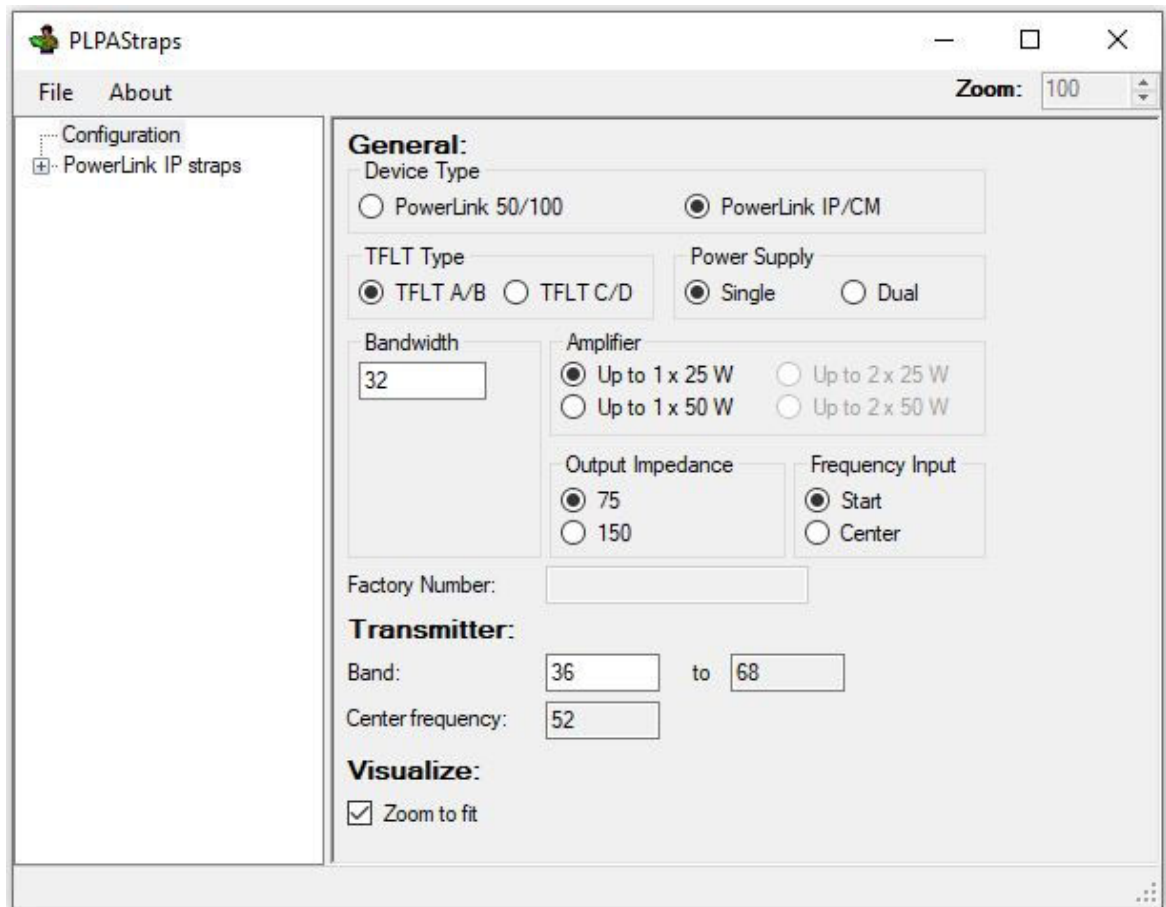 PLPAStraps
File About Zoom: 100
Configuration
PowerLink IP straps
General:
Device Type
PowerLink 50/100 PowerLink IP/CM
TFLT Type Power Supply
TFLT A/B TFLT C/D Single Dual
Bandwidth Amplifier
32 Up to 1 x 25 W Up to 2 x 25 W
Up to 1 x 50 W Up to 2 x 50 W
Output Impedance Frequency Input
75 Start
150 Center
Factory Number:
Transmitter:
Band: 36 to 68
Center frequency: 52
Visualize:
Zoom to fit